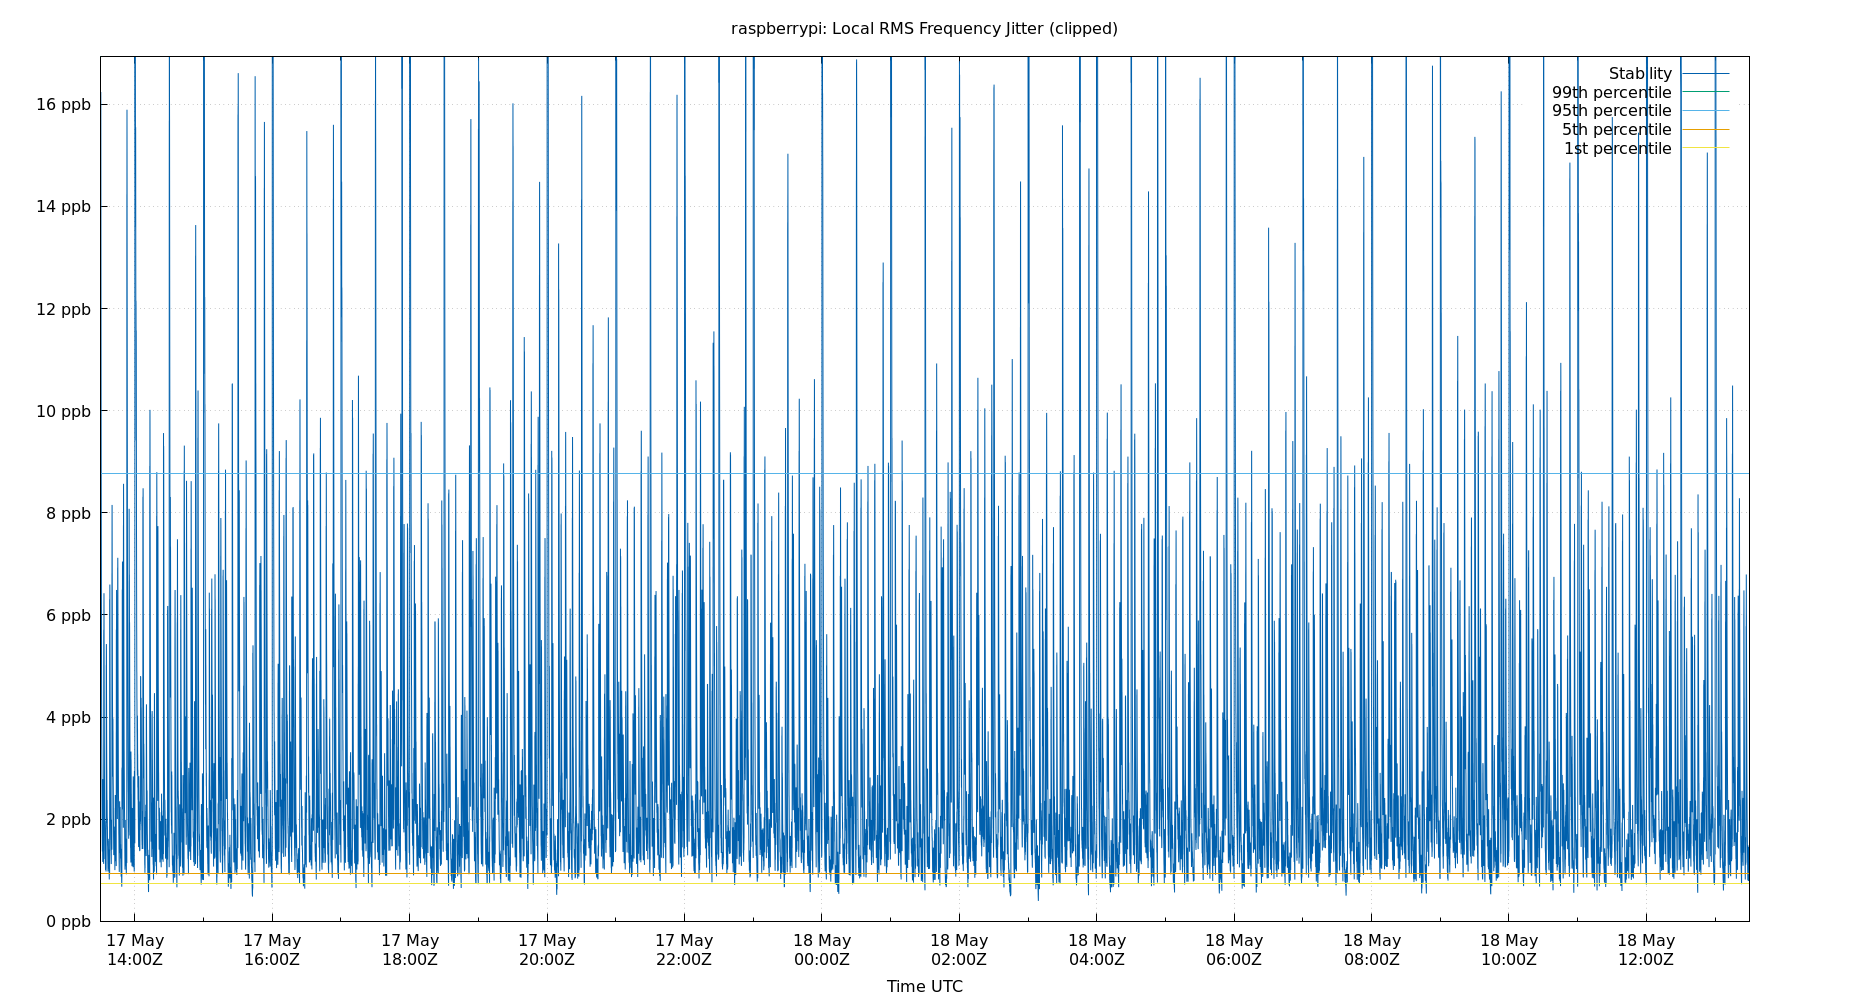 raspberrypi: Local RMS Frequency Jitter (clipped)
Stability
99th percentile
95th percentile
5th percentile
1st percentile
16 ppb
14 ppb
12 ppb
10 ppb
8 ppb
6 ppb
4 ppb
2 ppb
0 ppb
17 May 17 May 17 May 17 May 17 May 18 May 18 May 18 May 18 May 18 May 18 May 18 May
14:00Z 16:00Z 18:00Z 20:00Z 22:00Z 00:00Z 02:00Z 04:00Z 06:00Z 08:00Z 10:00Z 12:00Z
Time UTC